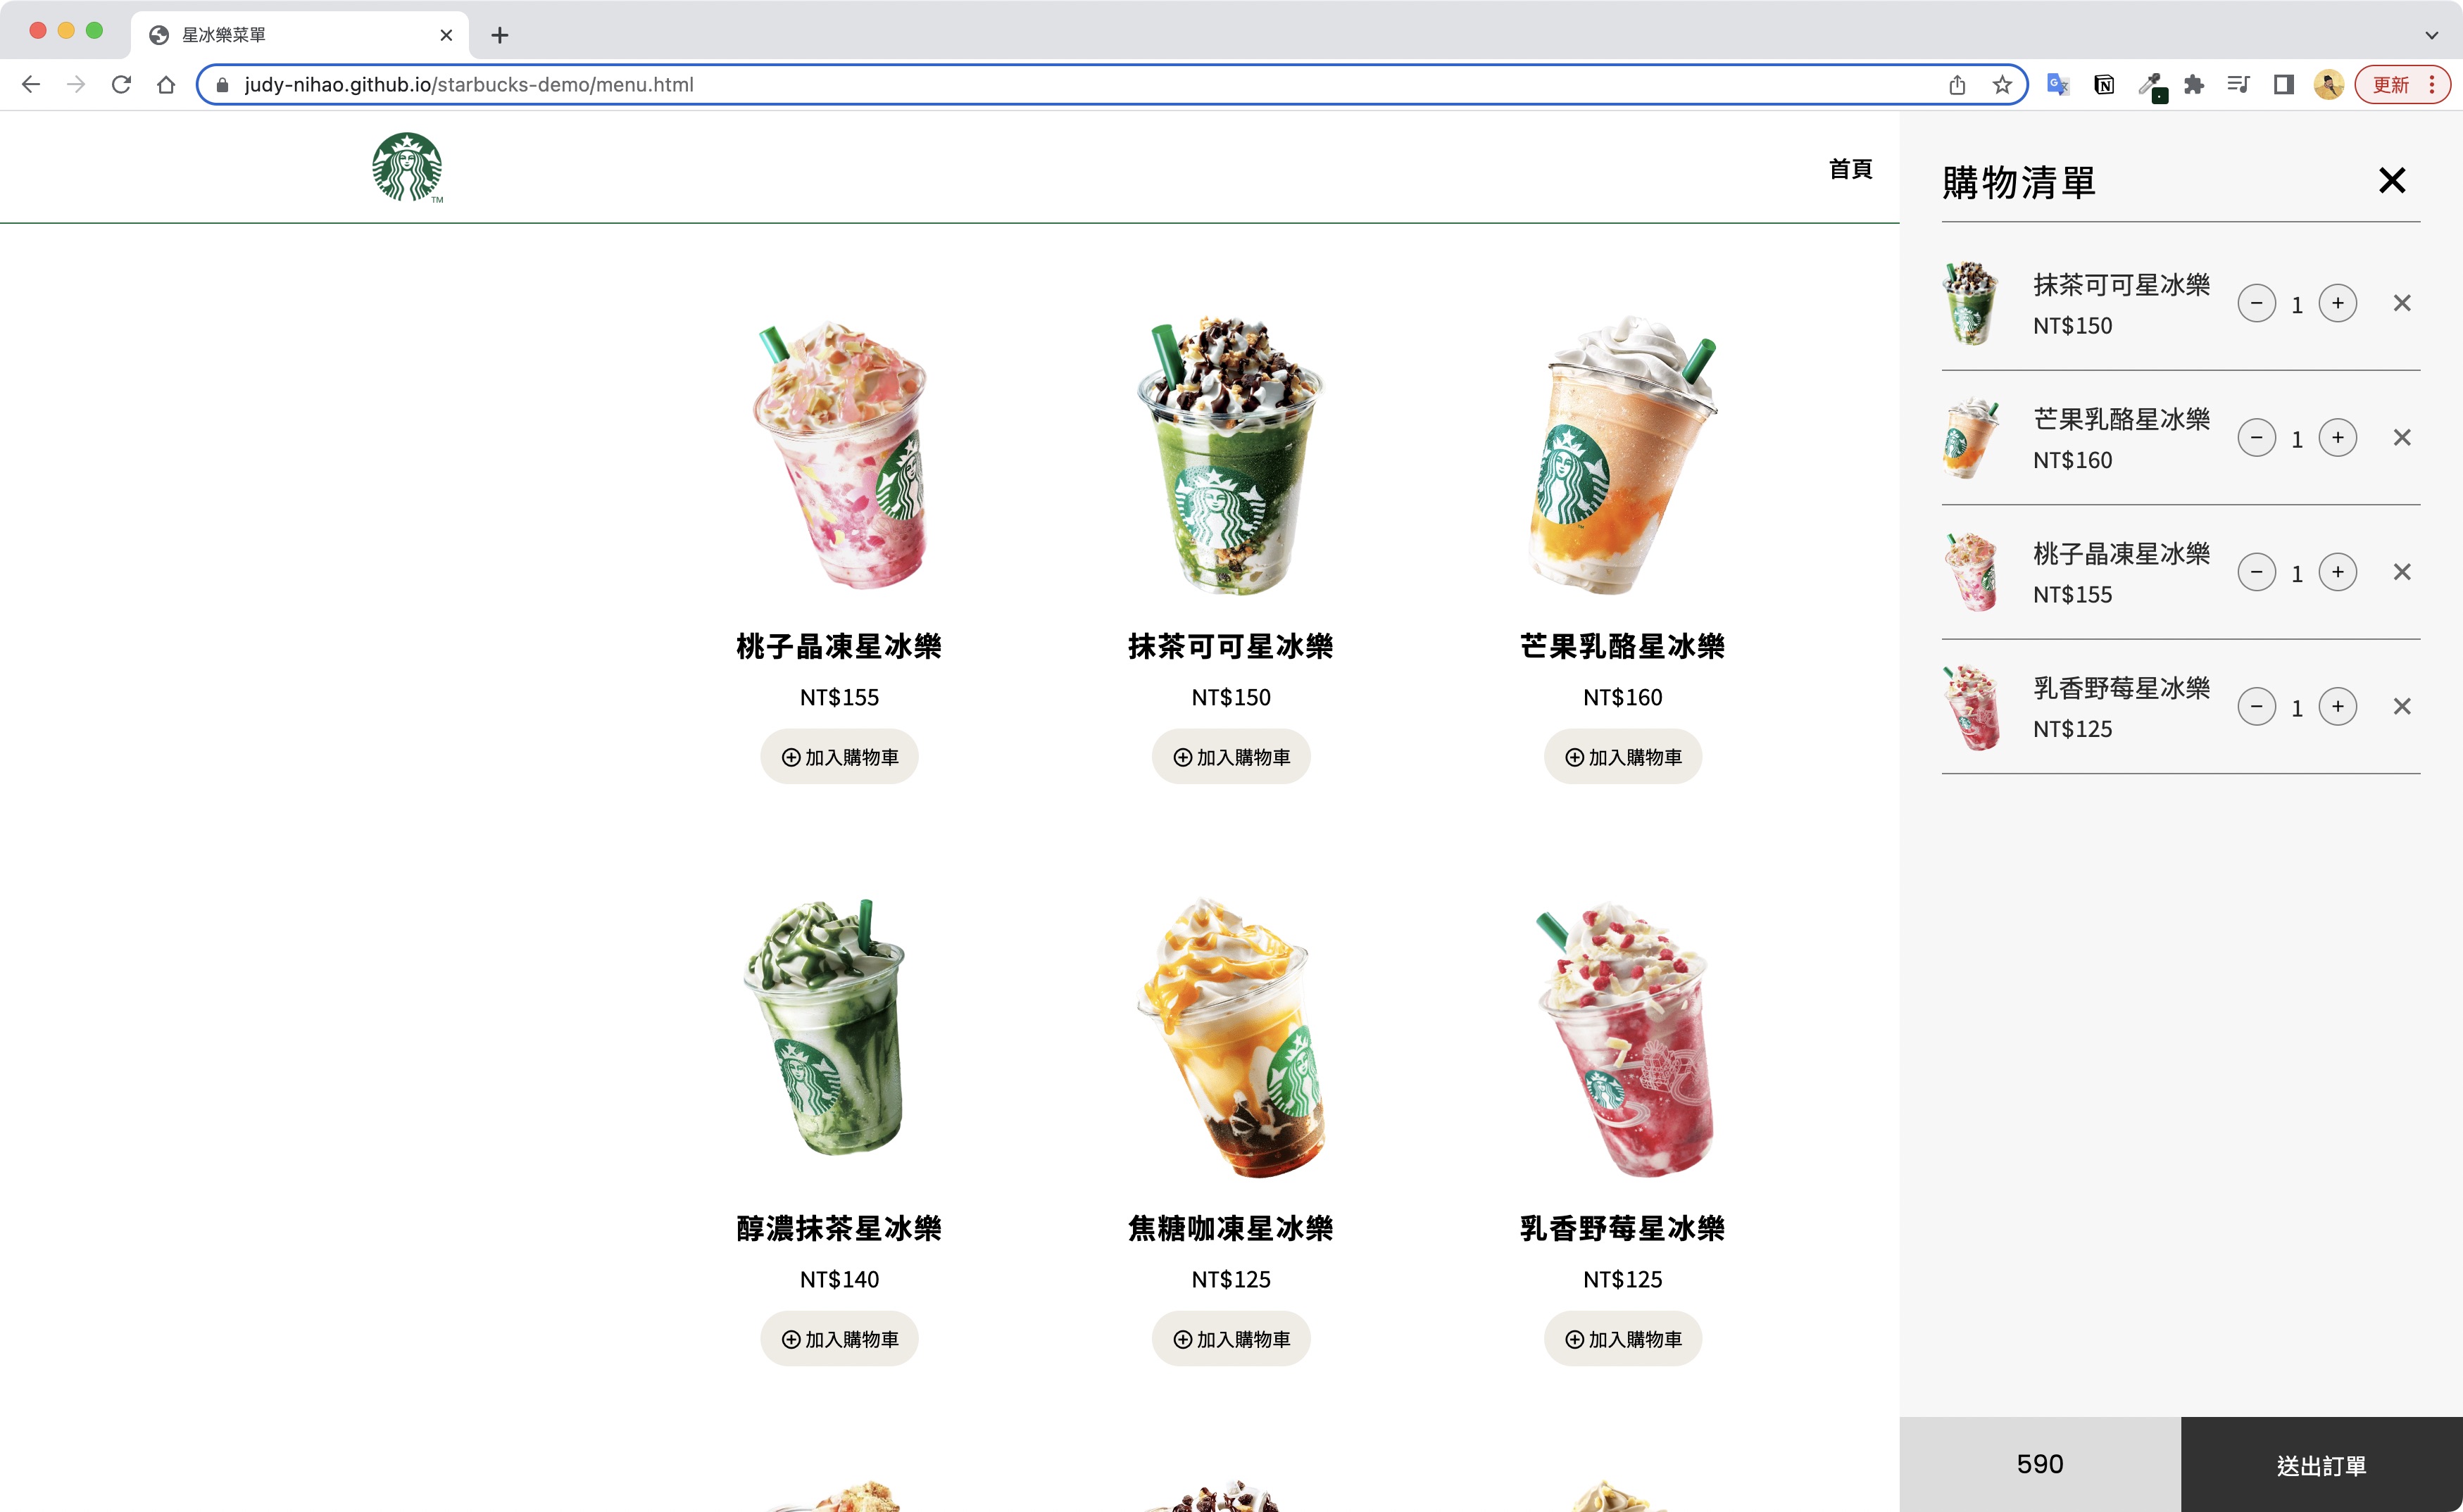 星冰樂菜單
judy-nihao.github.io/starbucks-demo/menu.html
更新
TM
首頁
桃子晶凍星冰樂
NT$155
加入購物車
抹茶可可星冰樂
NT$150
加入購物車
芒果乳酪星冰樂
NT$160
加入購物車
醇濃抹茶星冰樂
NT$140
加入購物車
焦糖咖凍星冰樂
NT$125
加入購物車
乳香野莓星冰樂
NT$125
加入購物車
購物清單
抹茶可可星冰樂
NT$150
− 1 +
芒果乳酪星冰樂
NT$160
− 1 +
桃子晶凍星冰樂
NT$155
− 1 +
乳香野莓星冰樂
NT$125
− 1 +
590
送出訂單